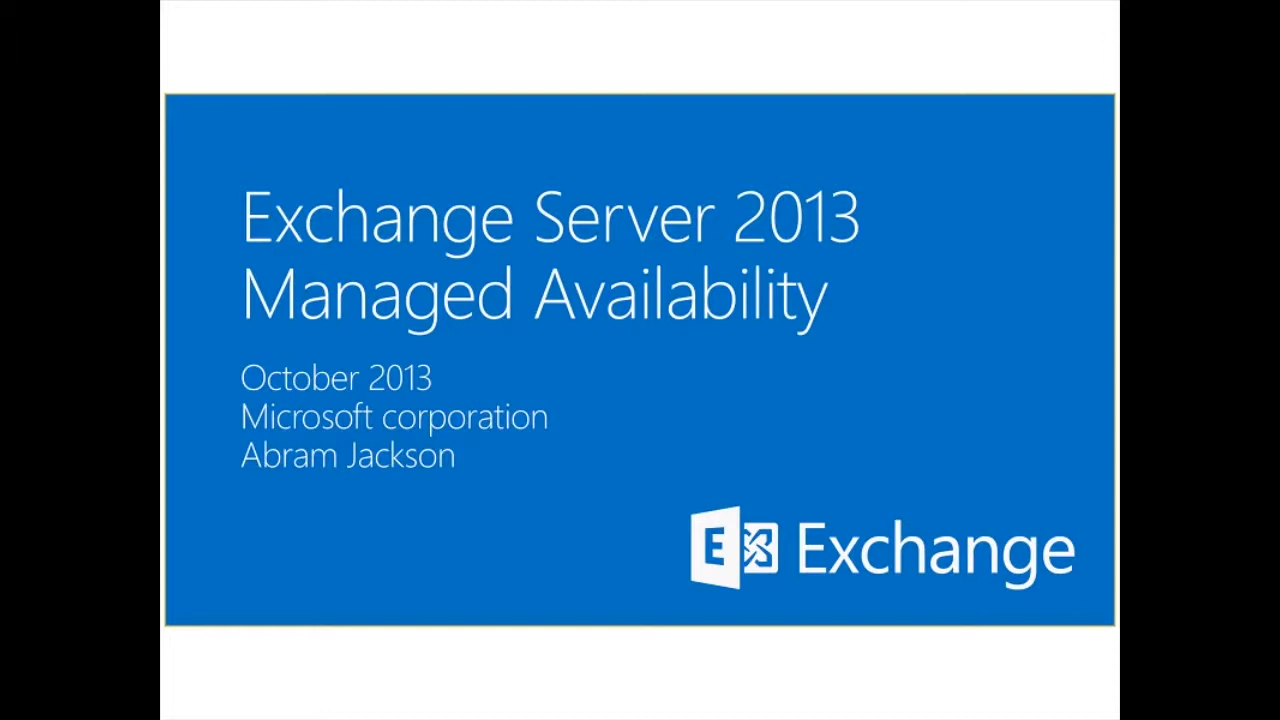 Exchange Server 2013
Managed Availability
October 2013
Microsoft corporation
Abram Jackson
E Exchange